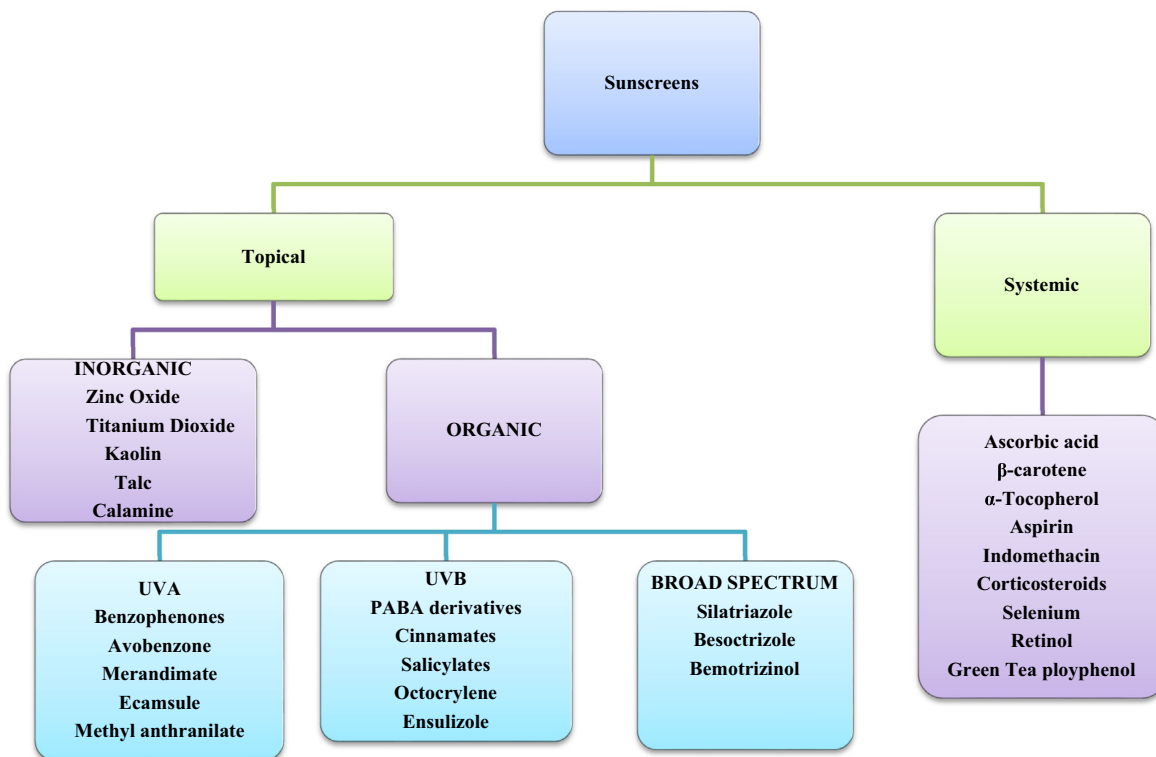 Sunscreens
Topical
Systemic
INORGANIC
Zinc Oxide
Titanium Dioxide
Kaolin
Talc
Calamine
ORGANIC
Ascorbic acid
β-carotene
α-Tocopherol
Aspirin
Indomethacin
Corticosteroids
Selenium
Retinol
Green Tea ployphenol
UVA
Benzophenones
Avobenzone
Merandimate
Ecamsule
Methyl anthranilate
UVB
PABA derivatives
Cinnamates
Salicylates
Octocrylene
Ensulizole
BROAD SPECTRUM
Silatriazole
Besoctrizole
Bemotrizinol